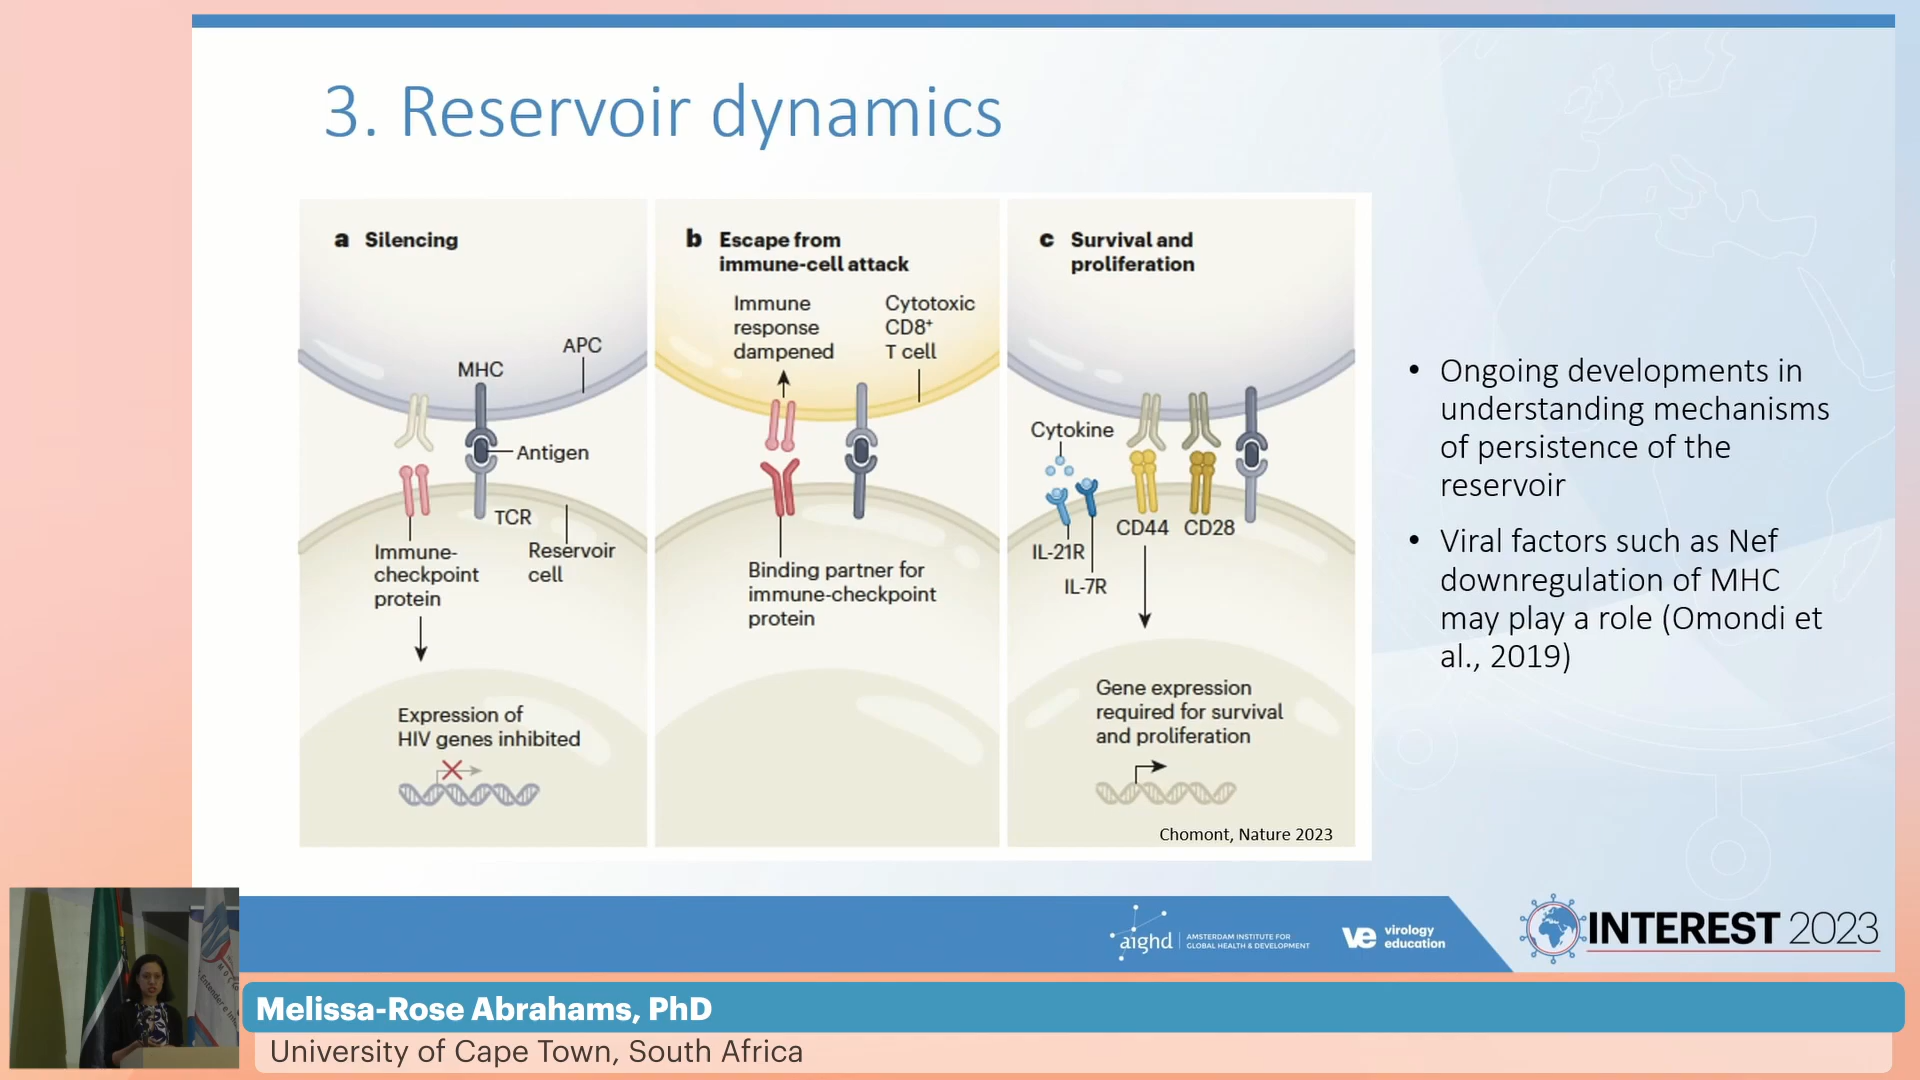 3. Reservoir dynamics
a Silencing
APC
MHC
Antigen
TCR
Immune-
checkpoint
protein
Reservoir
cell
Expression of
HIV genes inhibited
b Escape from
immune-cell attack
Immune
response
dampened
Cytotoxic
CD8⁺
T cell
Binding partner for
immune-checkpoint
protein
c Survival and
proliferation
Cytokine
CD44 CD28
IL-21R
IL-7R
Gene expression
required for survival
and proliferation
Chomont, Nature 2023
• Ongoing developments in
understanding mechanisms
of persistence of the
reservoir
• Viral factors such as Nef
downregulation of MHC
may play a role (Omondi et
al., 2019)
aighd
AMSTERDAM INSTITUTE FOR
GLOBAL HEALTH & DEVELOPMENT
ve virology
education
INTEREST 2023
Melissa-Rose Abrahams, PhD
University of Cape Town, South Africa